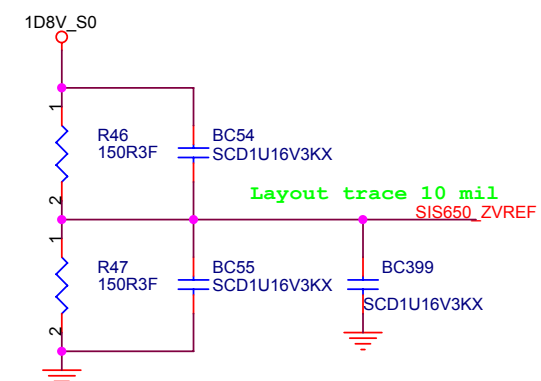 1D8V_S0
1
R46
150R3F
BC54
SCD1U16V3KX
2
Layout trace 10 mil
SIS650_ZVREF
1
R47
150R3F
BC55
SCD1U16V3KX
BC399
SCD1U16V3KX
2